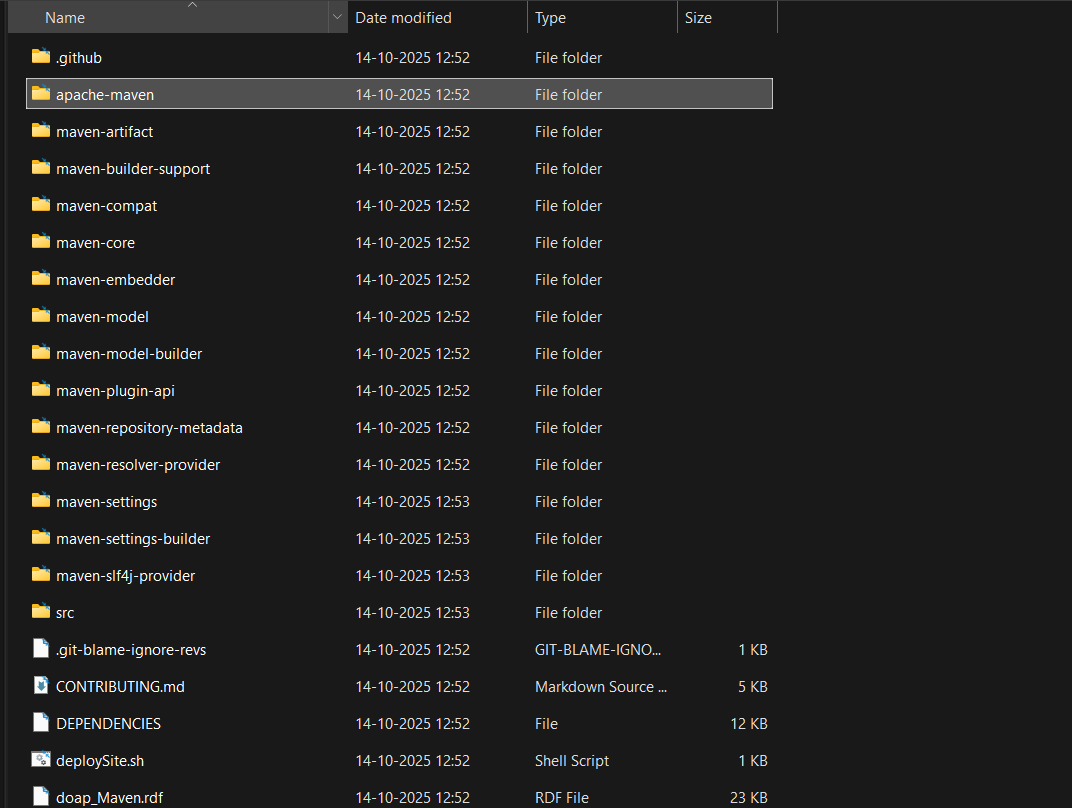 Name Date modified Type Size
.github 14-10-2025 12:52 File folder
apache-maven 14-10-2025 12:52 File folder
maven-artifact 14-10-2025 12:52 File folder
maven-builder-support 14-10-2025 12:52 File folder
maven-compat 14-10-2025 12:52 File folder
maven-core 14-10-2025 12:52 File folder
maven-embedder 14-10-2025 12:52 File folder
maven-model 14-10-2025 12:52 File folder
maven-model-builder 14-10-2025 12:52 File folder
maven-plugin-api 14-10-2025 12:52 File folder
maven-repository-metadata 14-10-2025 12:52 File folder
maven-resolver-provider 14-10-2025 12:52 File folder
maven-settings 14-10-2025 12:53 File folder
maven-settings-builder 14-10-2025 12:53 File folder
maven-slf4j-provider 14-10-2025 12:53 File folder
src 14-10-2025 12:53 File folder
.git-blame-ignore-revs 14-10-2025 12:52 GIT-BLAME-IGNO... 1 KB
CONTRIBUTING.md 14-10-2025 12:52 Markdown Source ... 5 KB
DEPENDENCIES 14-10-2025 12:52 File 12 KB
deploySite.sh 14-10-2025 12:52 Shell Script 1 KB
doap_Maven.rdf 14-10-2025 12:52 RDF File 23 KB